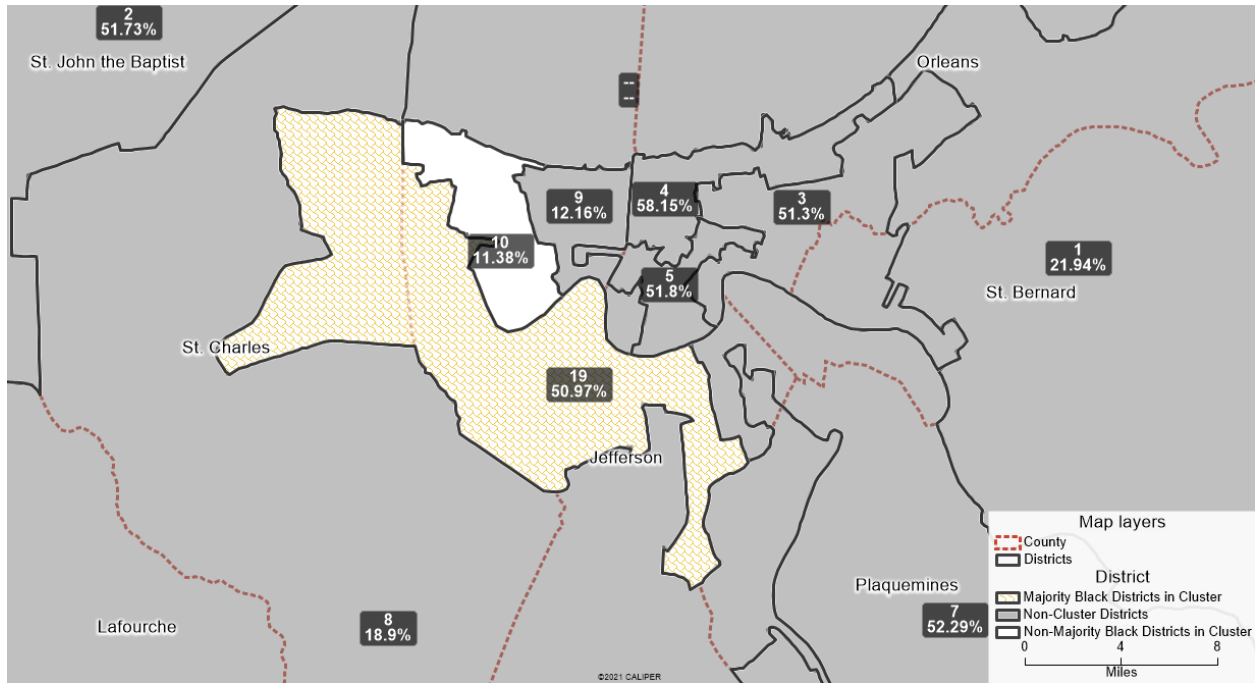 2
51.73%
St. John the Baptist
Orleans
--
--
9
12.16%
4
58.15%
3
51.3%
10
11.38%
1
21.94%
5
51.8%
St. Bernard
St. Charles
19
50.97%
Jefferson
Plaquemines
Lafourche
8
18.9%
7
52.29%
©2021 CALIPER
Map layers
County
Districts
District
Majority Black Districts in Cluster
Non-Cluster Districts
Non-Majority Black Districts in Cluster
0 4 8
Miles